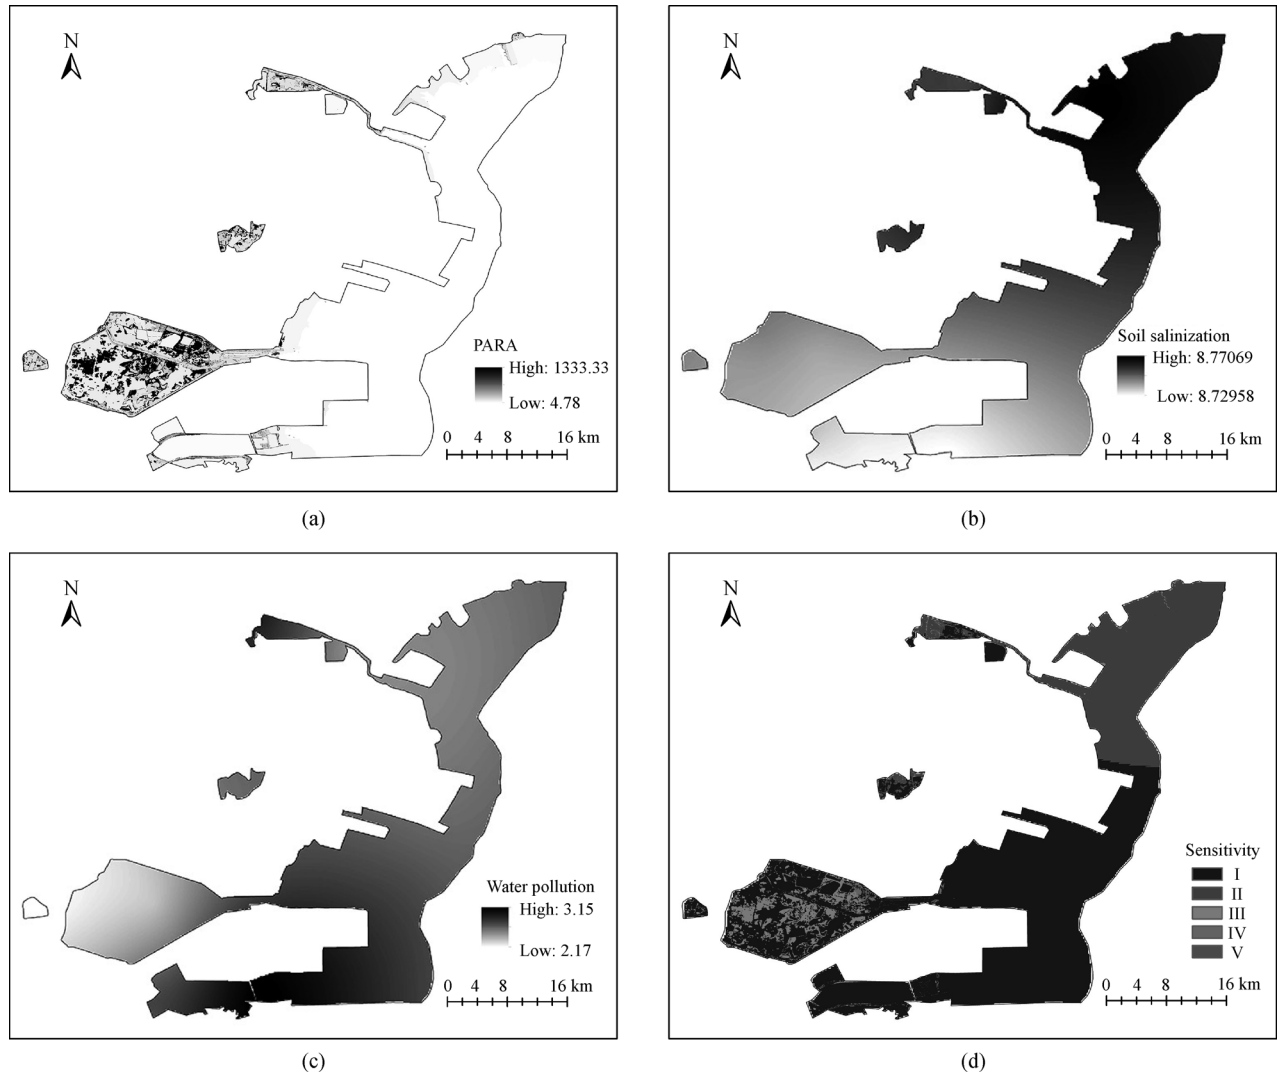 N
PARA
High: 1333.33
Low: 4.78
0 4 8 16 km
(a)
N
Soil salinization
High: 8.77069
Low: 8.72958
0 4 8 16 km
(b)
N
Water pollution
High: 3.15
Low: 2.17
0 4 8 16 km
(c)
N
Sensitivity
I
II
III
IV
V
0 4 8 16 km
(d)